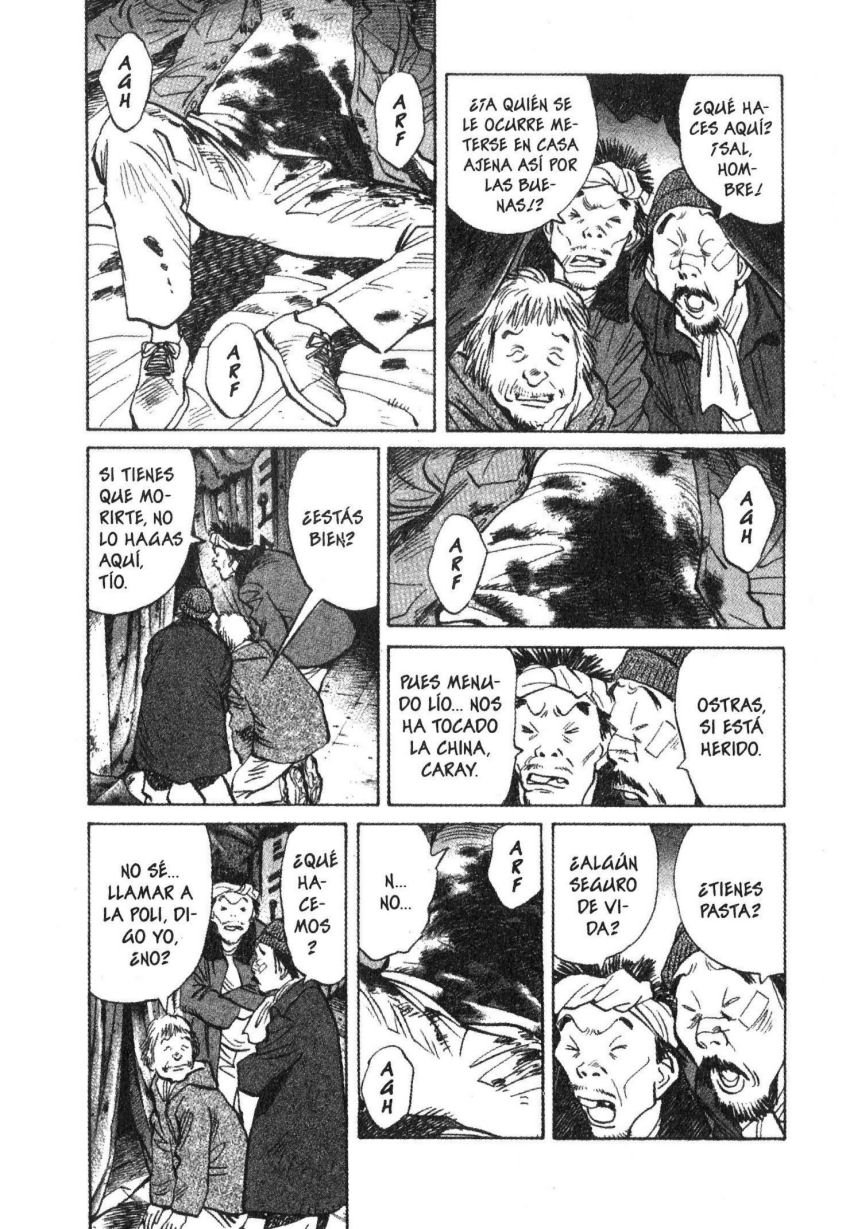 ¿QUÉ HA-
CES AQUÍ?
¡SAL,
HOM-
BRE!
¿¡A QUIÉN SE
LE OCURRE ME-
TERSE EN CASA
AJENA ASÍ POR
LAS BUE-
NAS!?
ARF
AGH
ARF
AGH
ARF
OSTRAS,
SI ESTÁ
HERIDO.
PUES MENU-
DO LÍO... NOS
HA TOCADO
LA CHINA,
CARAY.
¿ESTÁS
BIEN?
SI TIENES
QUE MO-
RIRTE, NO
LO HAGAS
AQUÍ,
TÍO.
¿TIENES
PASTA?
¿ALGÚN
SEGURO
DE VI-
DA?
ARF
N...
NO...
AGH
¿QUÉ
HA-
CEMOS
?
NO SÉ...
LLAMAR A
LA POLI, DI-
GO YO,
¿NO?